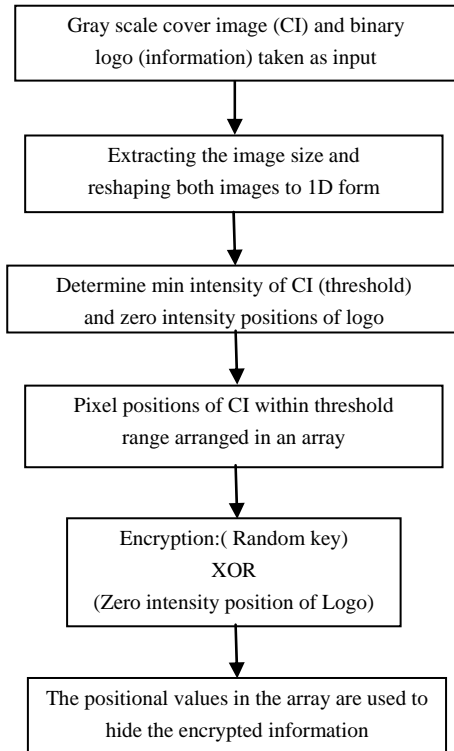 Gray scale cover image (CI) and binary
logo (information) taken as input
Extracting the image size and
reshaping both images to 1D form
Determine min intensity of CI (threshold)
and zero intensity positions of logo
Pixel positions of CI within threshold
range arranged in an array
Encryption:( Random key)
XOR
(Zero intensity position of Logo)
The positional values in the array are used to
hide the encrypted information